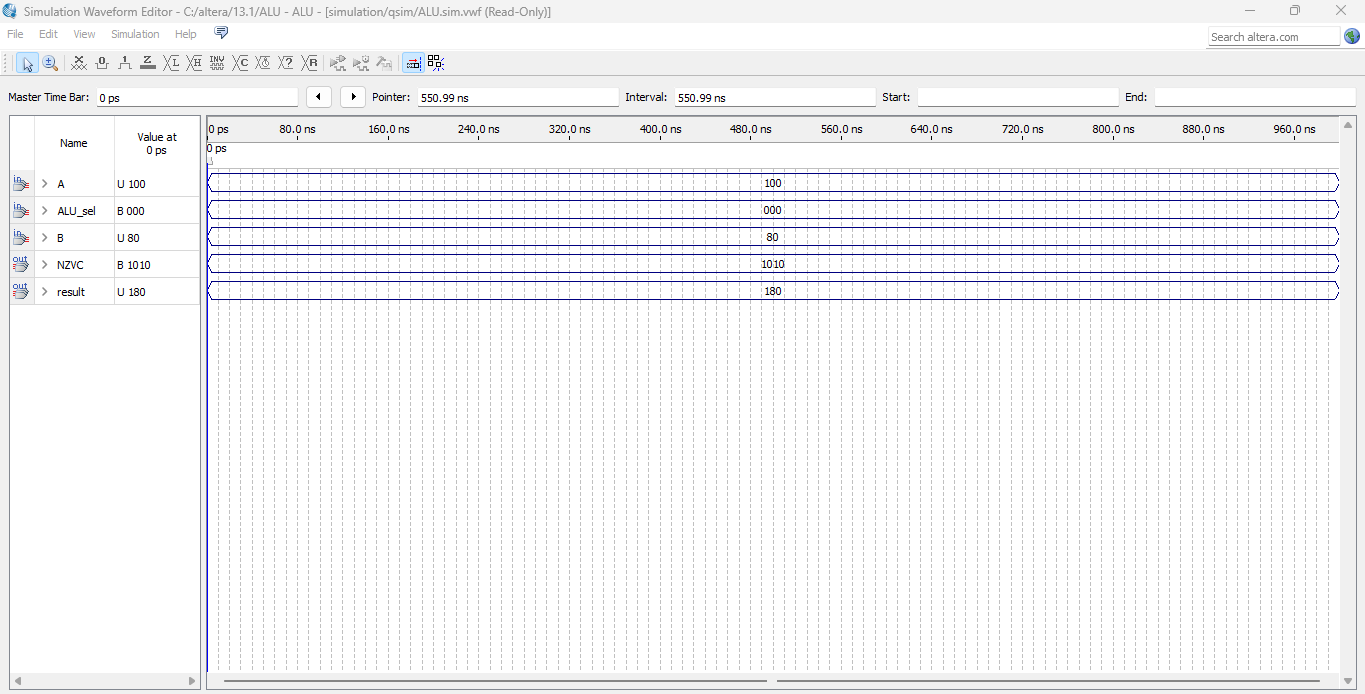 Simulation Waveform Editor - C:/altera/13.1/ALU - ALU - [simulation/qsim/ALU.sim.vwf (Read-Only)]
File Edit View Simulation Help
Search altera.com
Master Time Bar: 0 ps Pointer: 550.99 ns Interval: 550.99 ns Start: End:
Name Value at 0 ps
0 ps 80.0 ns 160.0 ns 240.0 ns 320.0 ns 400.0 ns 480.0 ns 560.0 ns 640.0 ns 720.0 ns 800.0 ns 880.0 ns 960.0 ns
0 ps
in A U 100 100
in ALU_sel B 000 000
in B U 80 80
out NZVC B 1010 1010
out result U 180 180